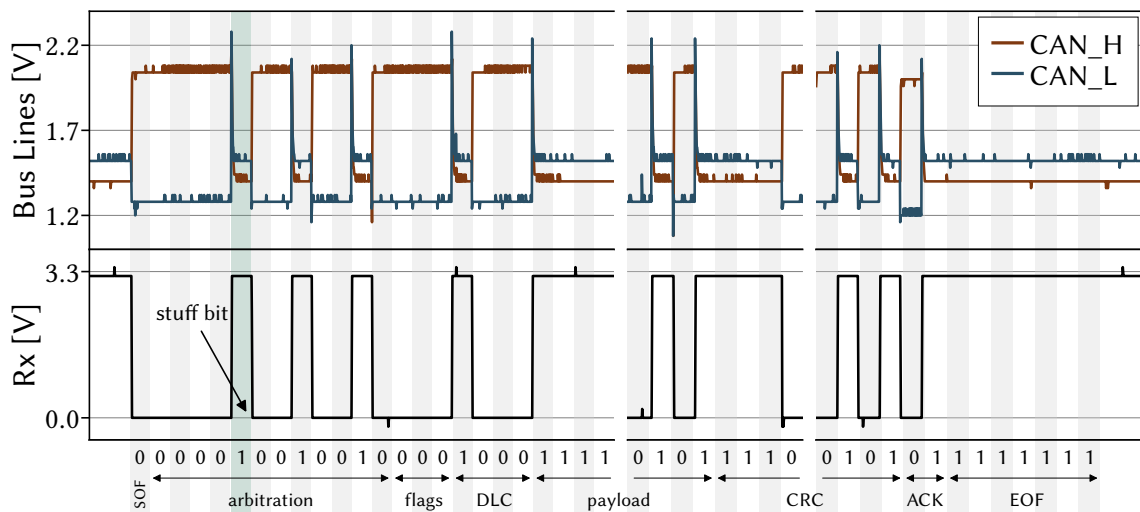 Bus Lines [V]
2.2
1.7
1.2
CAN_H
CAN_L
Rx [V]
3.3
0.0
stuff bit
0 0 0 0 0 1 0 0 1 0 0 1 0 0 0 0 1 0 0 0 1 1 1 1 0 1 0 1 1 1 1 0 0 1 0 1 0 1 1 1 1 1 1 1
SOF arbitration flags DLC payload CRC ACK EOF